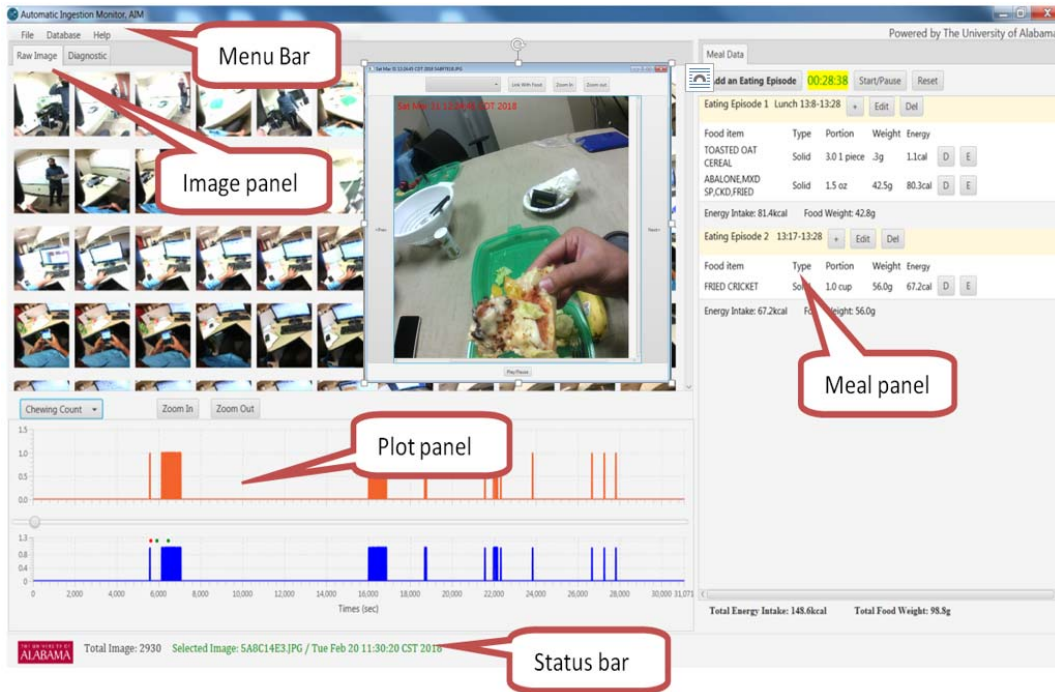 Automatic Ingestion Monitor, AIM
File Database Help
Powered by The University of Alabama
Menu Bar
Raw Image Diagnostic
Image panel
Link With Food Zoom In Zoom out
<Prev
Next>
Play/Pause
Meal Data
Add an Eating Episode 00:28:38 Start/Pause Reset
Eating Episode 1 Lunch 13:8-13:28 + Edit Del
Food item Type Portion Weight Energy
TOASTED OAT
CEREAL Solid 3.0 1 piece .3g 1.1cal D E
ABALONE,MXD
SP,CKD,FRIED Solid 1.5 oz 42.5g 80.3cal D E
Energy Intake: 81.4kcal Food Weight: 42.8g
Eating Episode 2 13:17-13:28 + Edit Del
Food item Type Portion Weight Energy
FRIED CRICKET Solid 1.0 cup 56.0g 67.2cal D E
Energy Intake: 67.2kcal Food Weight: 56.0g
Meal panel
Chewing Count Zoom In Zoom Out
Plot panel
1.5
1.0
0.5
0.0
1.3
0.8
0.4
0
0 2,000 4,000 6,000 8,000 10,000 12,000 14,000 16,000 18,000 20,000 22,000 24,000 26,000 28,000 30,000 31,071
Times (sec)
Total Energy Intake: 148.6kcal Total Food Weight: 98.8g
THE UNIVERSITY OF
ALABAMA
Total Image: 2930 Selected Image: 5A8C14E3.JPG / Tue Feb 20 11:30:20 CST 2018
Status bar